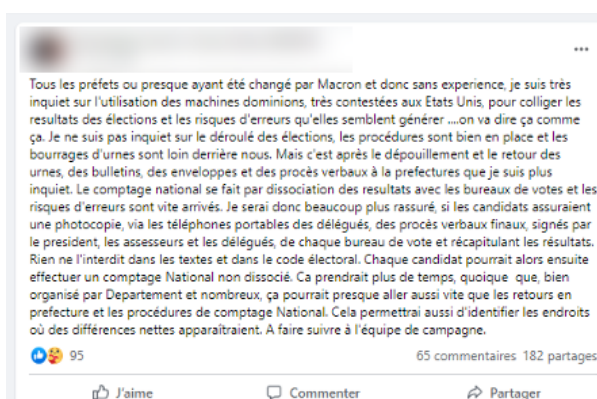 Tous les préfets ou presque ayant été changé par Macron et donc sans experience, je suis très
inquiet sur l'utilisation des machines dominions, très contestées aux Etats Unis, pour colliger les
resultats des élections et les risques d'erreurs qu'elles semblent générer ....on va dire ça comme
ça. Je ne suis pas inquiet sur le déroulé des élections, les procédures sont bien en place et les
bourrages d'urnes sont loin derrière nous. Mais c'est après le dépouillement et le retour des
urnes, des bulletins, des enveloppes et des procès verbaux à la prefectures que je suis plus
inquiet. Le comptage national se fait par dissociation des resultats avec les bureaux de votes et les
risques d'erreurs sont vite arrivés. Je serai donc beaucoup plus rassuré, si les candidats assuraient
une photocopie, via les téléphones portables des délégués, des procès verbaux finaux, signés par
le president, les assesseurs et les délégués, de chaque bureau de vote et récapitulant les résultats.
Rien ne l'interdit dans les textes et dans le code électoral. Chaque candidat pourrait alors ensuite
effectuer un comptage National non dissocié. Ca prendrait plus de temps, quoique que, bien
organisé par Departement et nombreux, ça pourrait presque aller aussi vite que les retours en
prefecture et les procédures de comptage National. Cela permettrai aussi d'identifier les endroits
où des différences nettes apparaîtraient. A faire suivre à l'équipe de campagne.
95 65 commentaires 182 partages
J'aime Commenter Partager